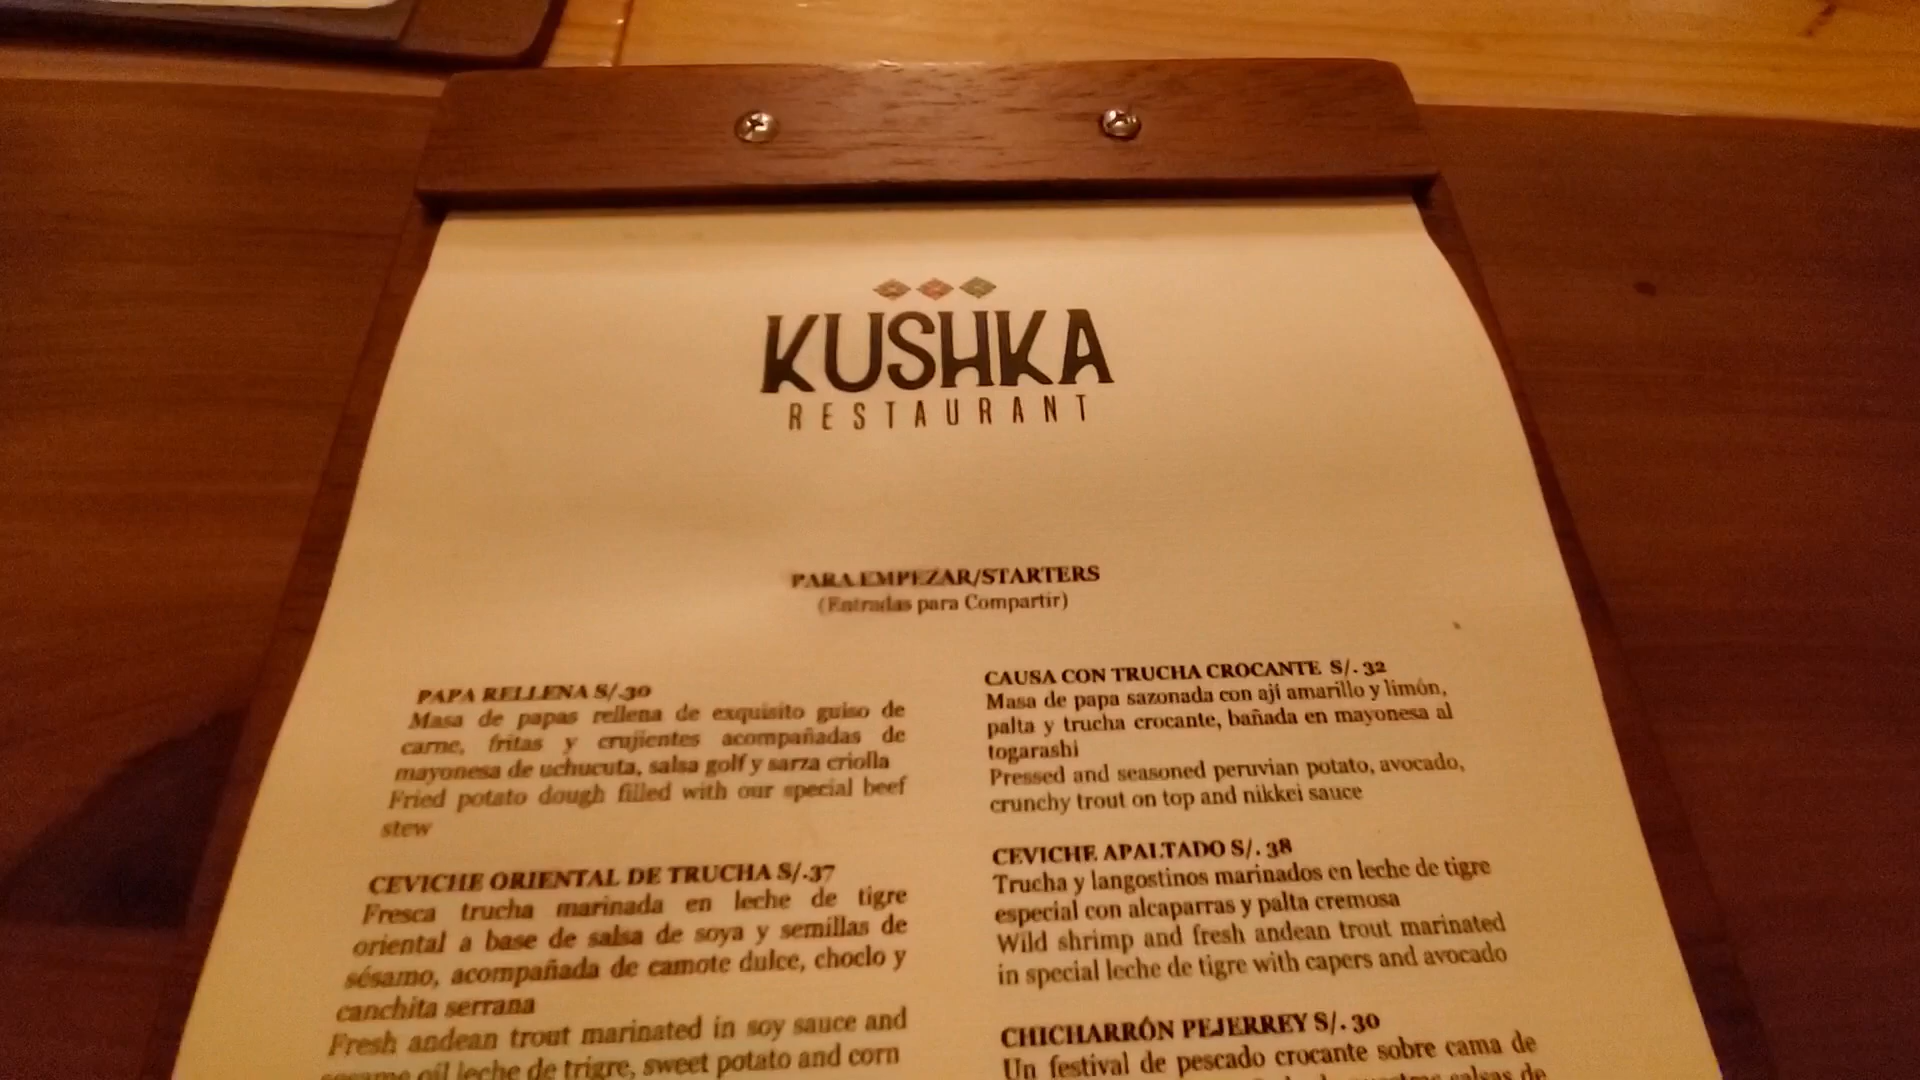 KUSHKA
RESTAURANT
PARA EMPEZAR/STARTERS
(Entradas para Compartir)
PAPA RELLENA S/.30
Masa de papas rellena de exquisito guiso de
carne, fritas y crujientes acompañadas de
mayonesa de uchucuta, salsa golf y sarza criolla
Fried potato dough filled with our special beef
stew
CEVICHE ORIENTAL DE TRUCHA S/.37
Fresca trucha marinada en leche de tigre
oriental a base de salsa de soya y semillas de
sésamo, acompañada de camote dulce, choclo y
canchita serrana
Fresh andean trout marinated in soy sauce and
sesame oil leche de trigre, sweet potato and corn
CAUSA CON TRUCHA CROCANTE S/. 32
Masa de papa sazonada con ají amarillo y limón,
palta y trucha crocante, bañada en mayonesa al
togarashi
Pressed and seasoned peruvian potato, avocado,
crunchy trout on top and nikkei sauce
CEVICHE APALTADO S/. 38
Trucha y langostinos marinados en leche de tigre
especial con alcaparras y palta cremosa
Wild shrimp and fresh andean trout marinated
in special leche de tigre with capers and avocado
CHICHARRÓN PEJERREY S/. 30
Un festival de pescado crocante sobre cama de
salsas de